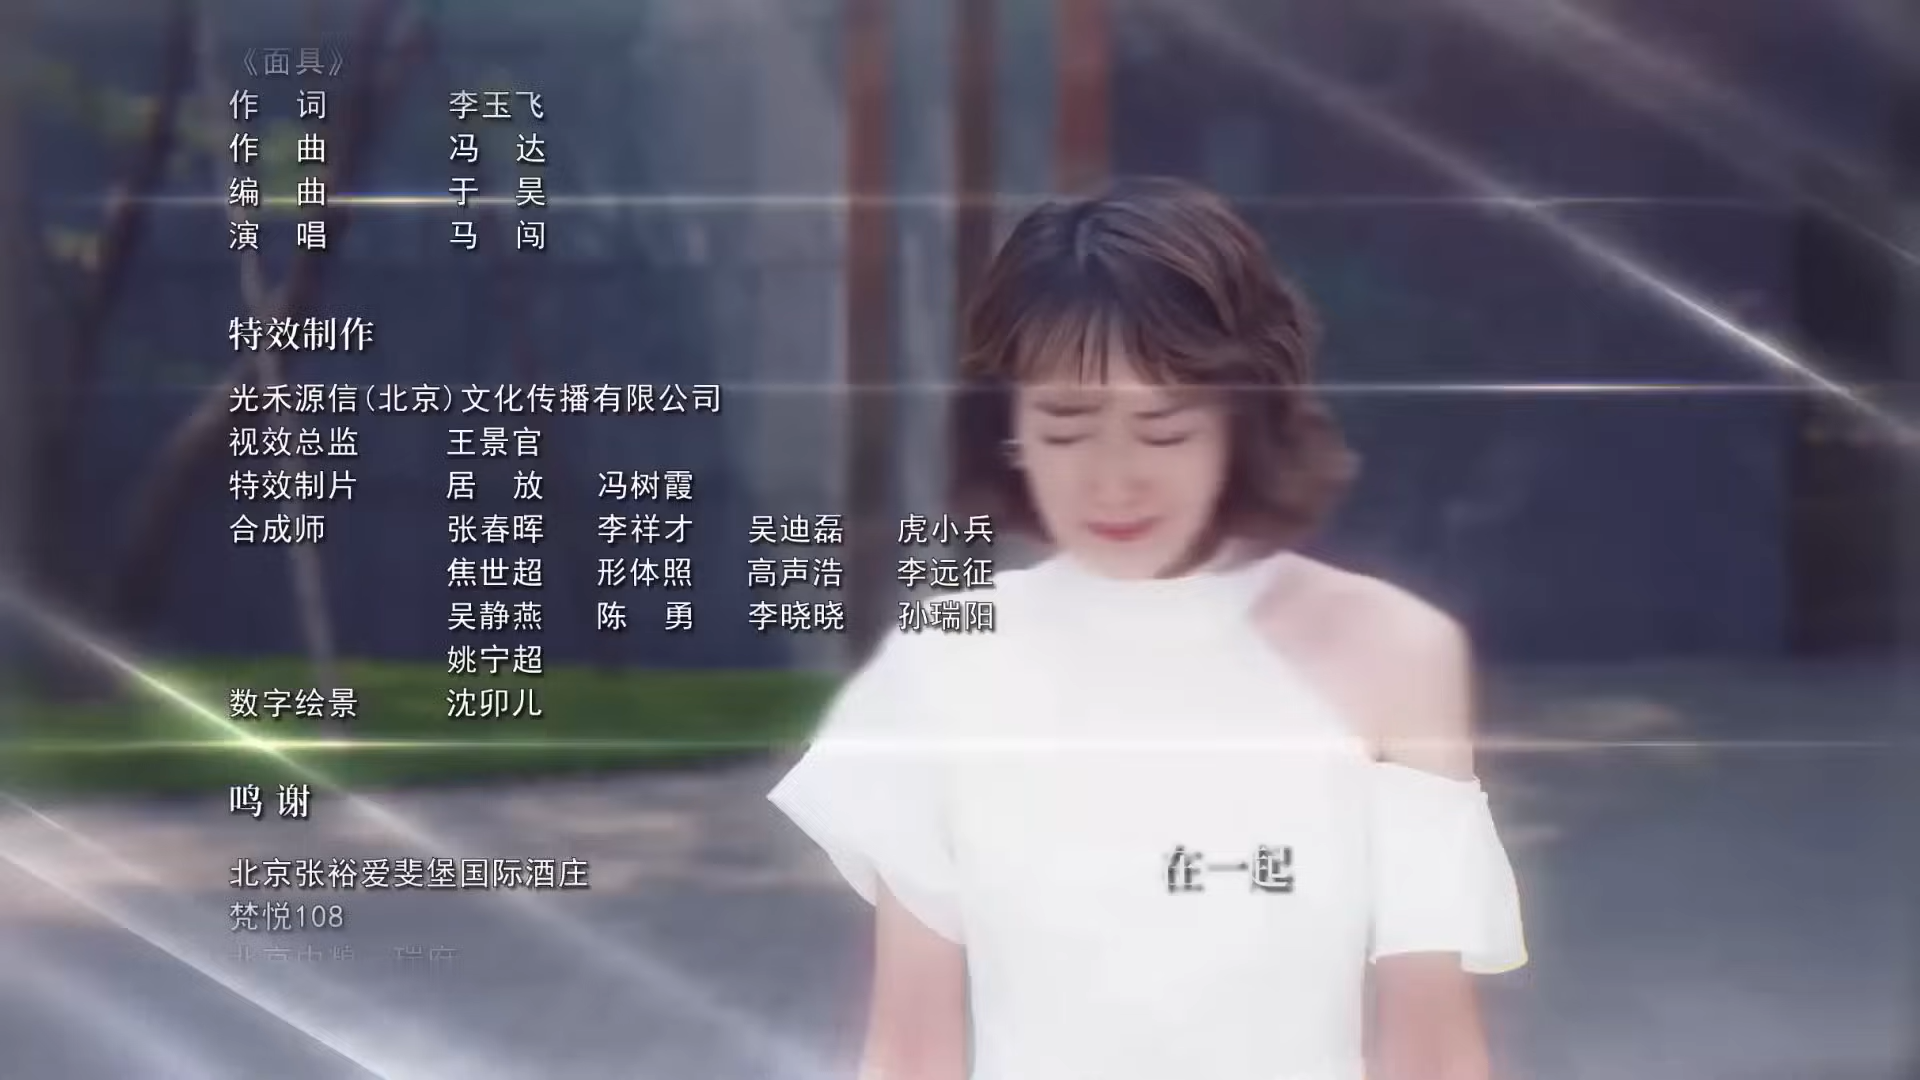 《面具》
作 词 李玉飞
作 曲 冯 达
编 曲 于 昊
演 唱 马 闯
特效制作
光禾源信(北京)文化传播有限公司
视效总监 王景官
特效制片 居 放 冯树霞
合成师 张春晖 李祥才 吴迪磊 虎小兵
焦世超 形体照 高声浩 李远征
吴静燕 陈 勇 李晓晓 孙瑞阳
姚宁超
数字绘景 沈卯儿
鸣 谢
北京张裕爱斐堡国际酒庄
梵悦108
在一起